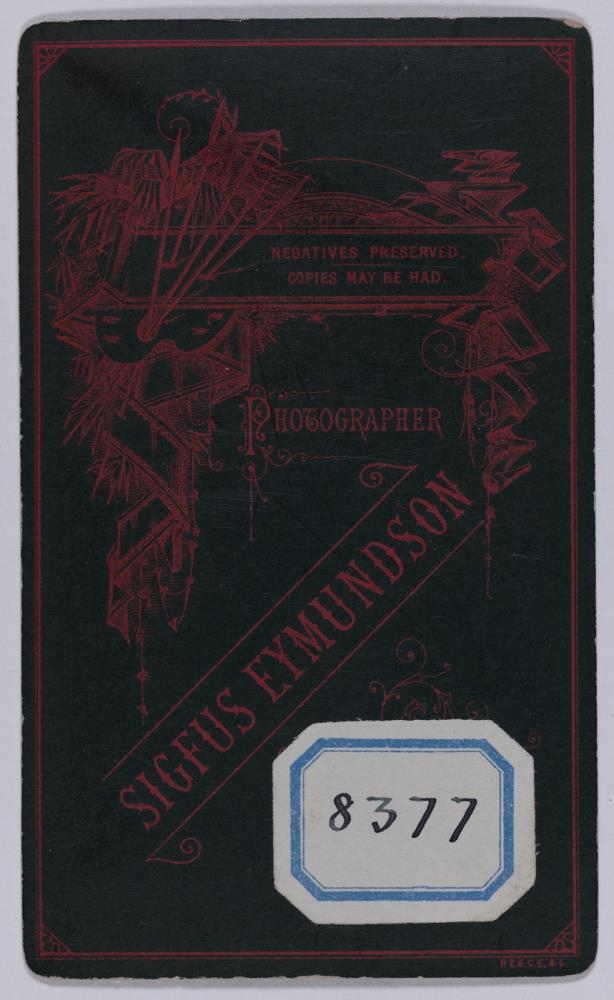 NEGATIVES PRESERVED.
COPIES MAY BE HAD.
PHOTOGRAPHER
SIGFUS EYMUNDSON
8377